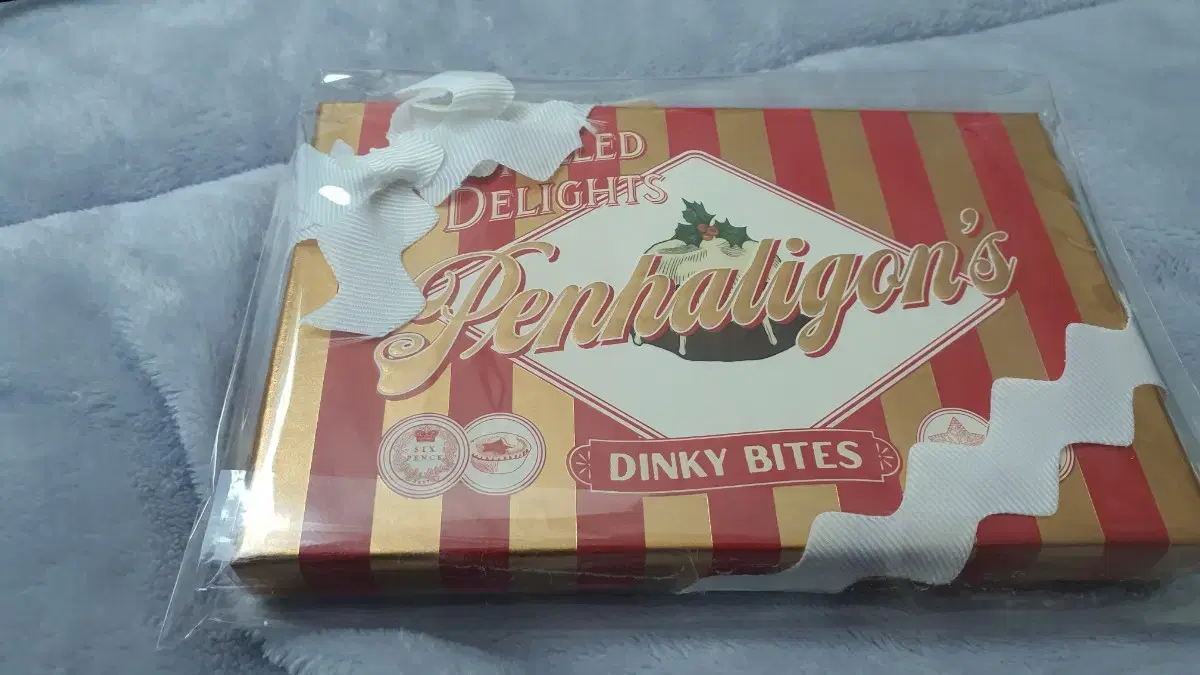 DELIGHTS
Penhaligon's
SIX
PENCE
DINKY BITES